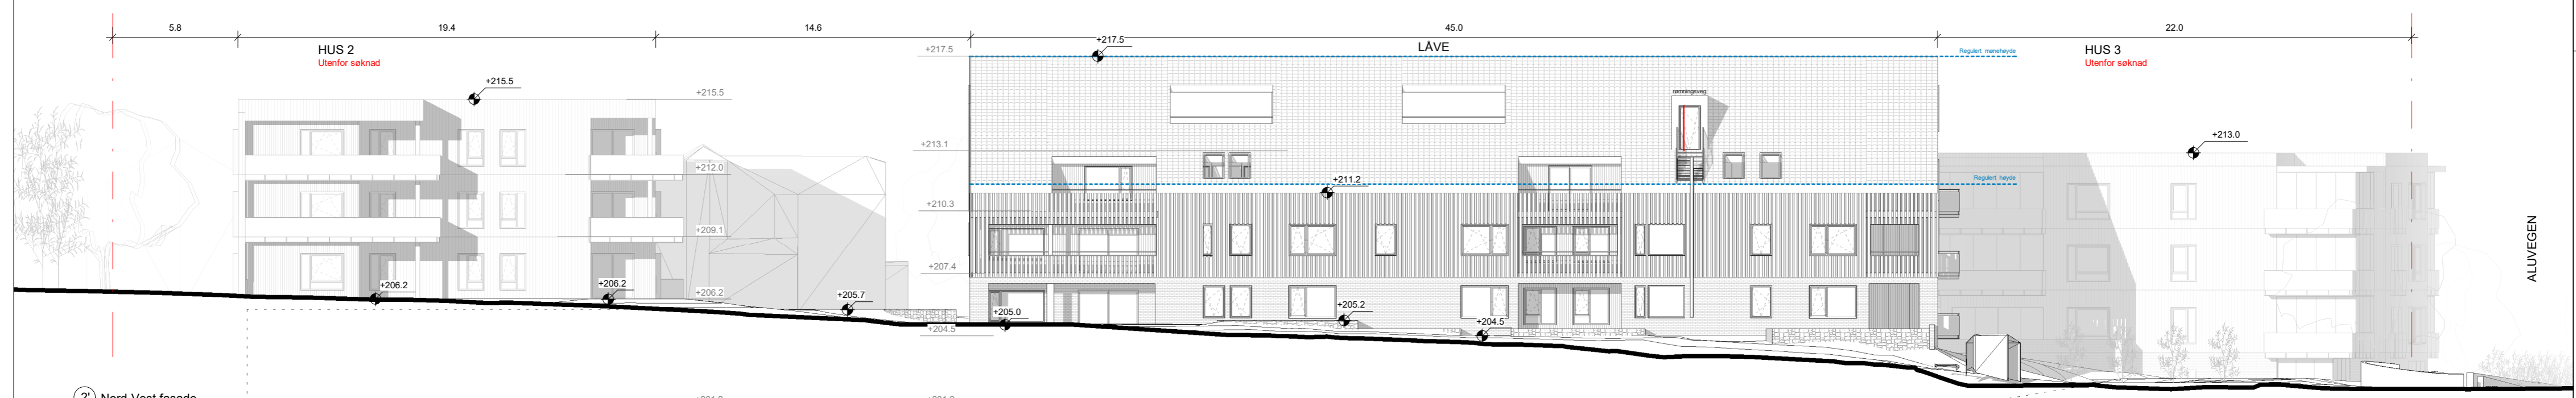 5.8
19.4
14.6
45.0
22.0
HUS 2
Utenfor søknad
LÅVE
HUS 3
Utenfor søknad
+217.5
+217.5
Regulert mønehøyde
+215.5
+215.5
rømningsveg
+213.1
+213.0
+212.0
+211.2
Regulert høyde
+210.3
+209.1
+207.4
+206.2
+206.2
+206.2
+205.7
+205.0
+205.2
+204.5
+204.5
ALUVEGEN
2' Nord-Vest fasade